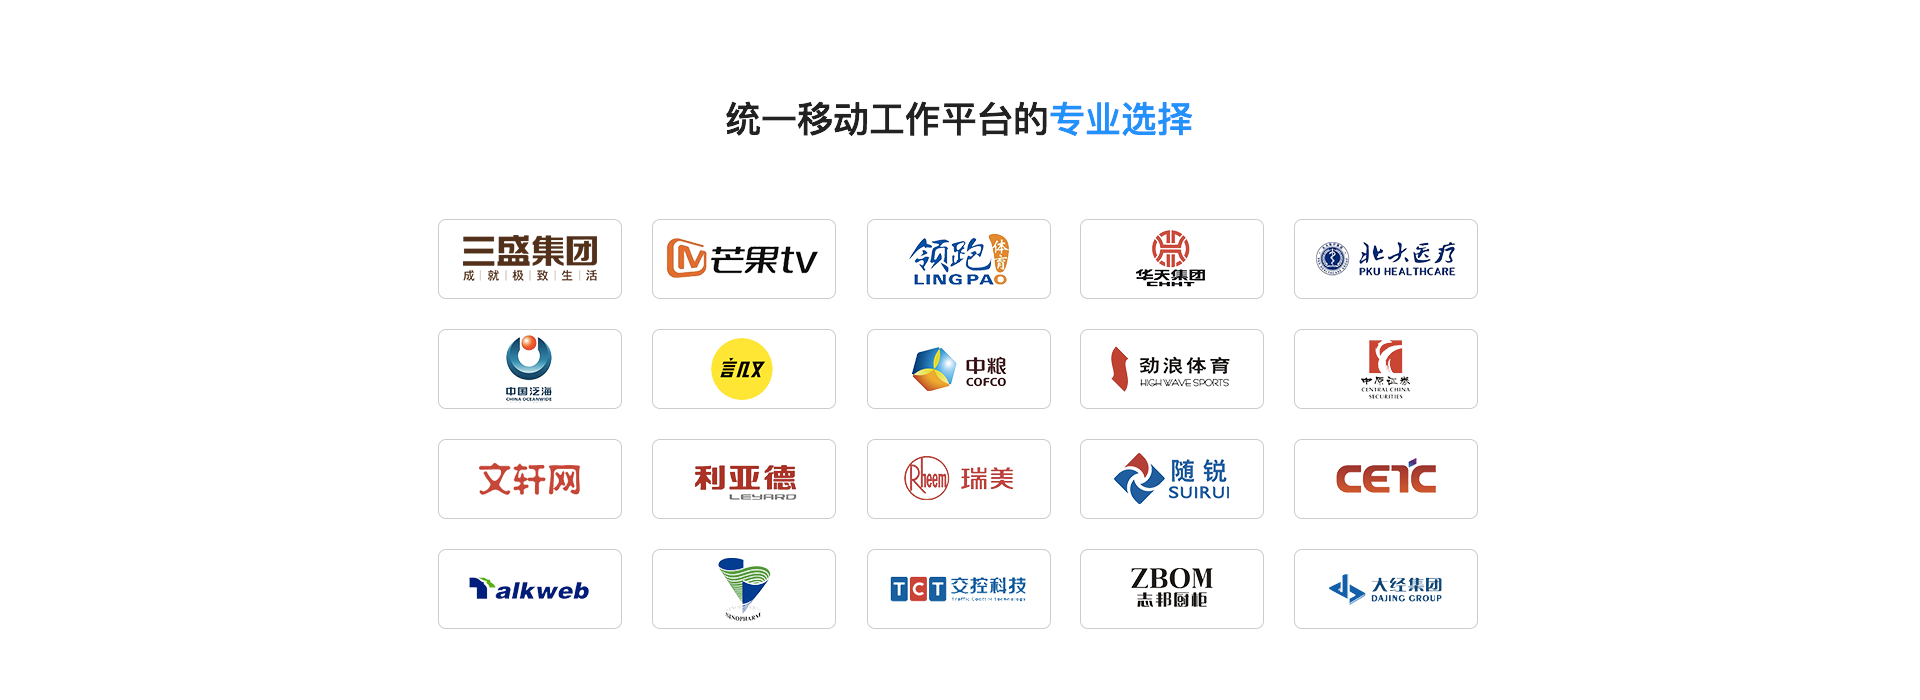 统一移动工作平台的专业选择
三盛集团
成就极致生活
芒果tv
领跑体育
LING PAO
华天集团
CHHT
北大医疗
PKU HEALTHCARE
中国泛海
CHINA OCEANWIDE
言几又
中粮
COFCO
劲浪体育
HIGH WAVE SPORTS
中原证券
CENTRAL CHINA
SECURITIES
文轩网
利亚德
LEYARD
Rheem 瑞美
随锐
SUIRUI
CETC
Talkweb
SINOPHARM
TCT 交控科技
Traffic Control Technology
ZBOM
志邦厨柜
大经集团
DAJING GROUP